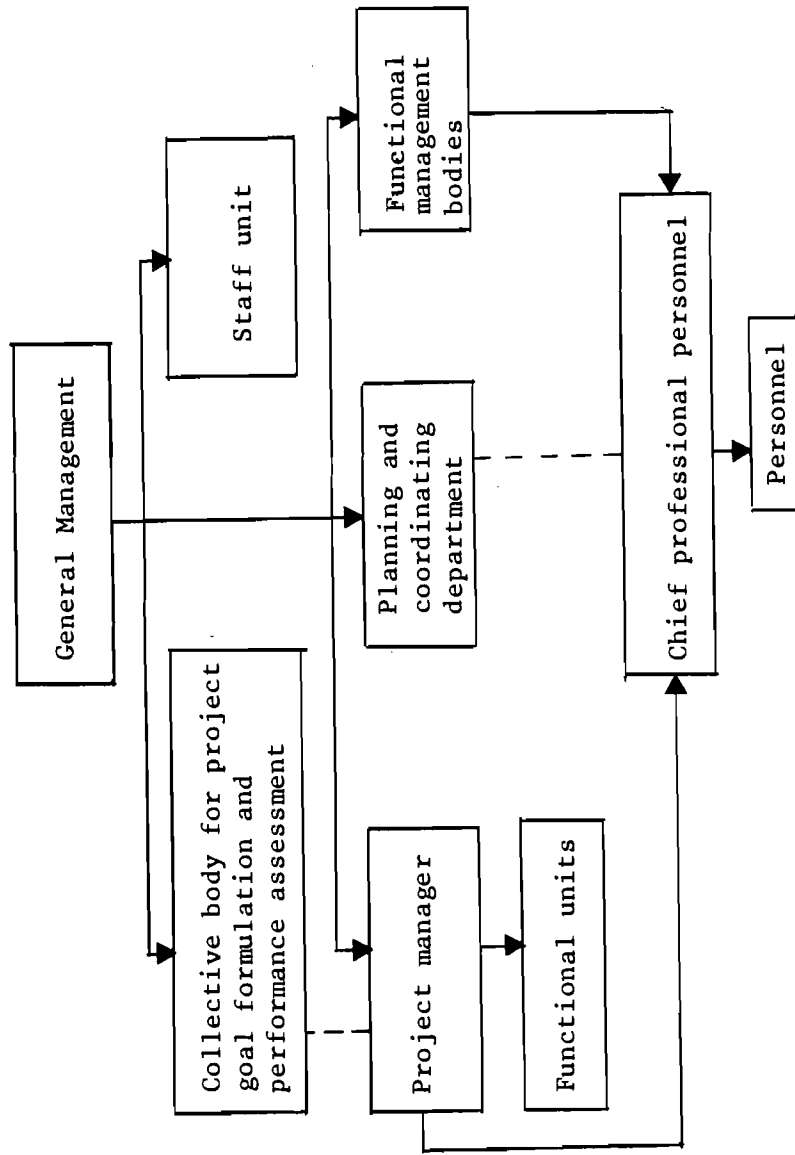 General Management
Collective body for project
goal formulation and
performance assessment
Staff unit
Project manager
Planning and
coordinating
department
Functional
management
bodies
Functional units
Chief professional personnel
Personnel